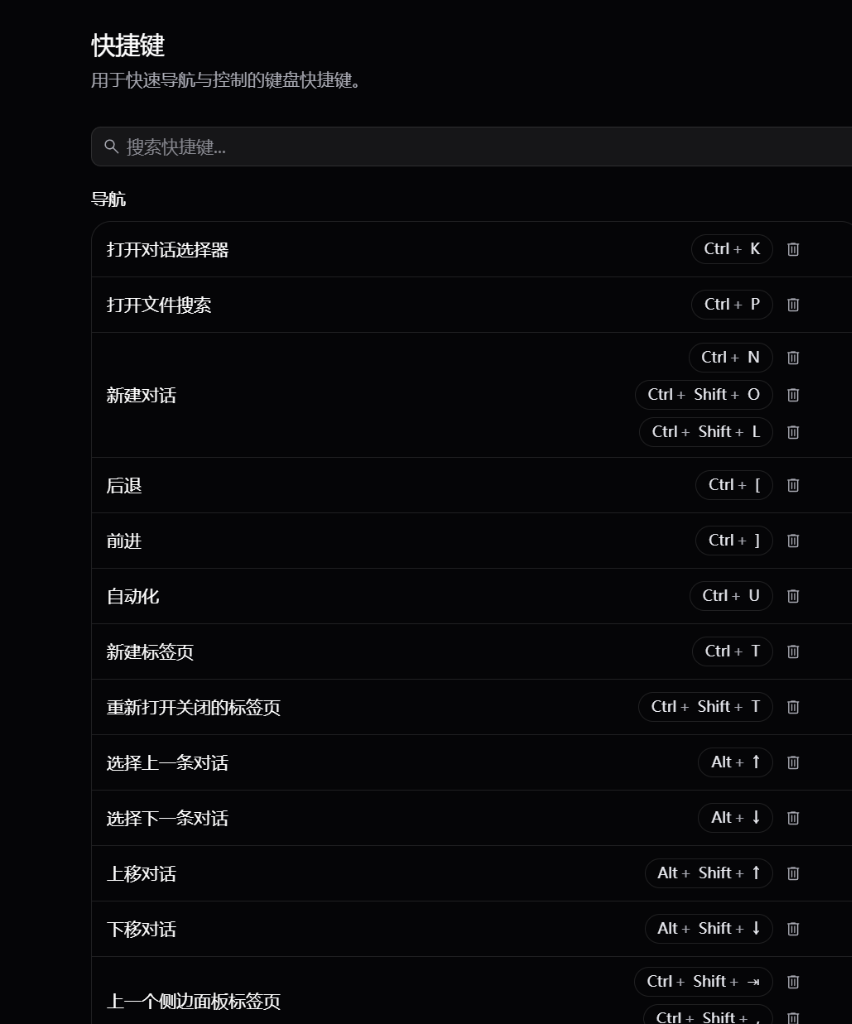 快捷键
用于快速导航与控制的键盘快捷键。
搜索快捷键...
导航
打开对话选择器 Ctrl + K
打开文件搜索 Ctrl + P
Ctrl + N
新建对话 Ctrl + Shift + O
Ctrl + Shift + L
后退 Ctrl + [
前进 Ctrl + ]
自动化 Ctrl + U
新建标签页 Ctrl + T
重新打开关闭的标签页 Ctrl + Shift + T
选择上一条对话 Alt + ↑
选择下一条对话 Alt + ↓
上移对话 Alt + Shift + ↑
下移对话 Alt + Shift + ↓
Ctrl + Shift + ⇥
上一个侧边面板标签页
Ctrl + Shift +